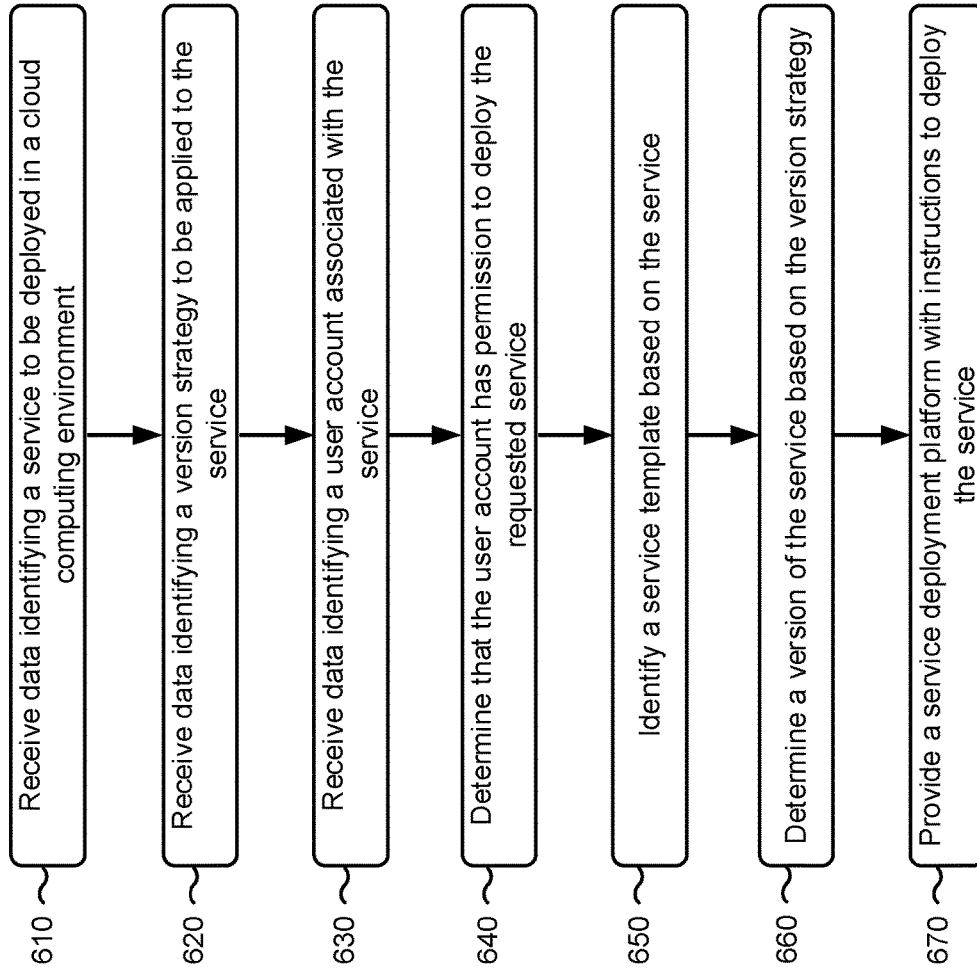 610
Receive data identifying a service to be deployed in a cloud
computing environment
620
Receive data identifying a version strategy to be applied to the
service
630
Receive data identifying a user account associated with the
service
640
Determine that the user account has permission to deploy the
requested service
650
Identify a service template based on the service
660
Determine a version of the service based on the version strategy
670
Provide a service deployment platform with instructions to deploy
the service